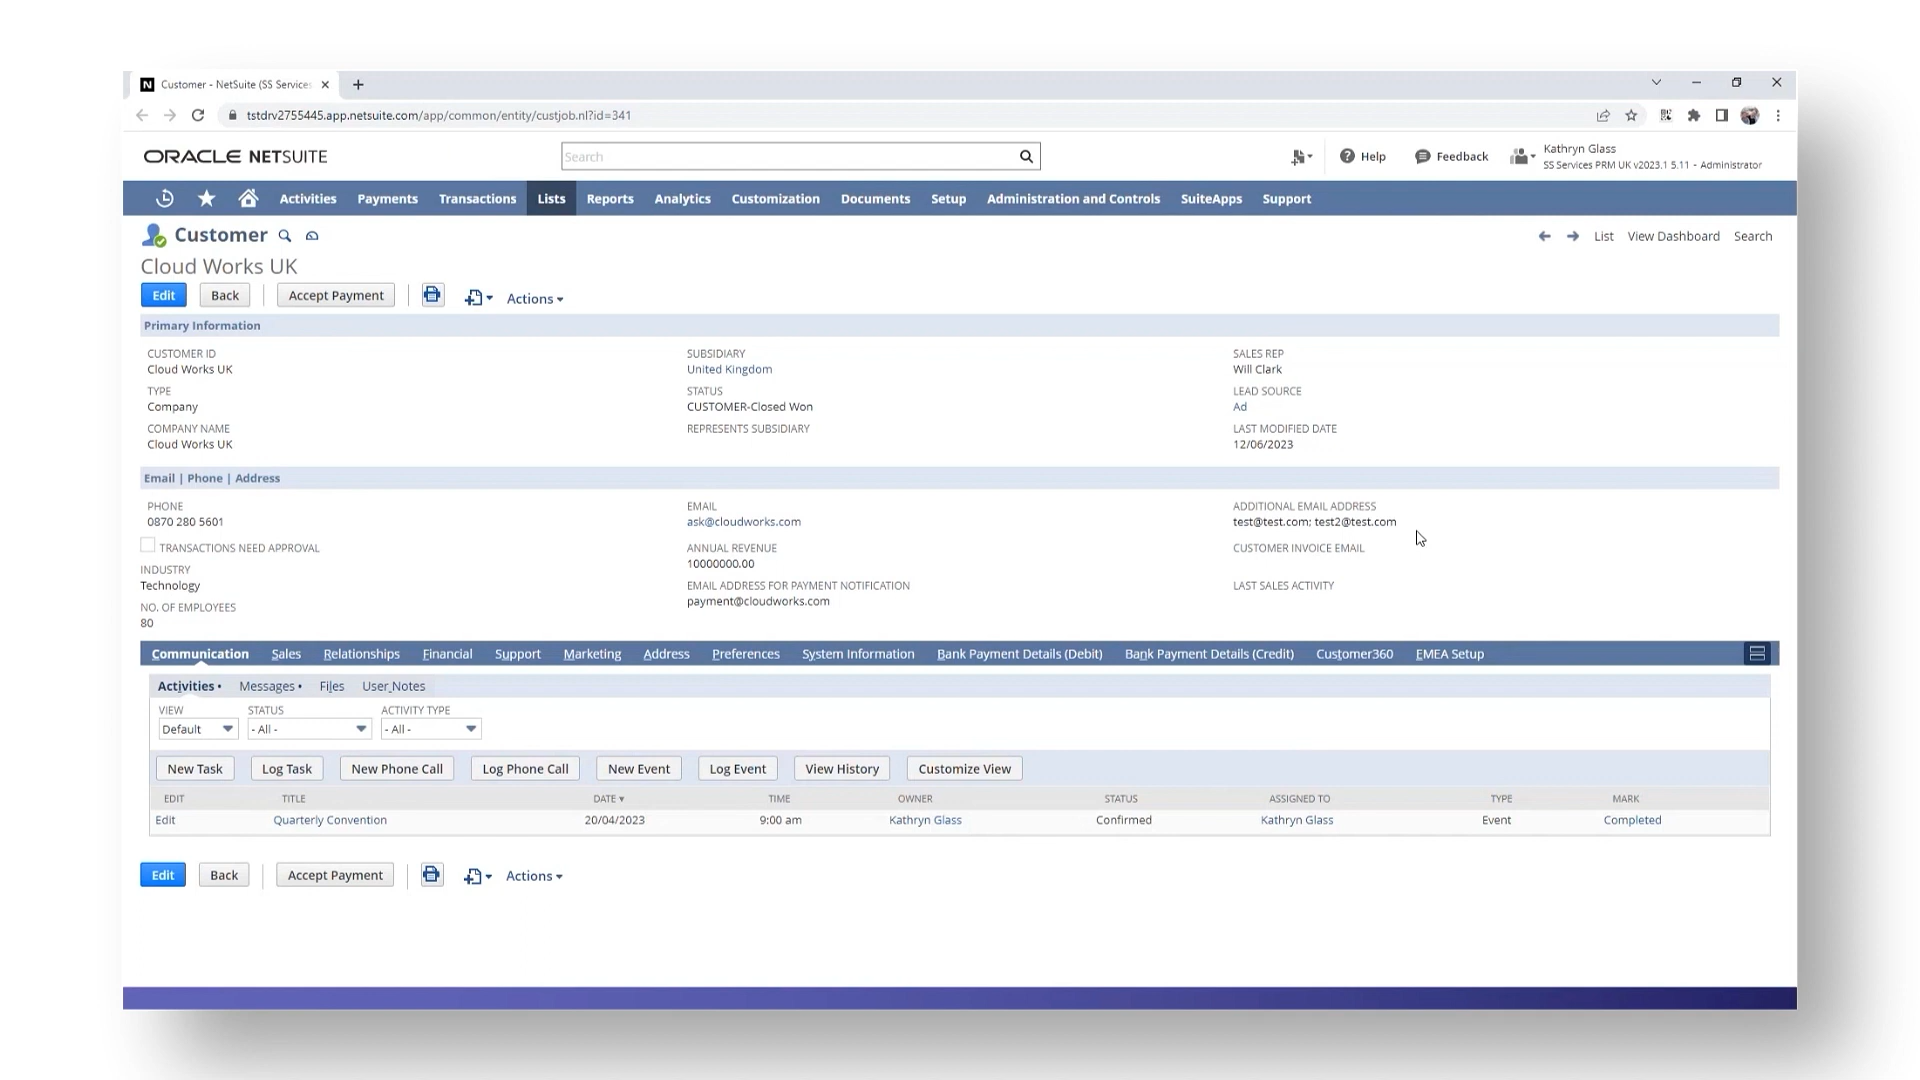 Customer - NetSuite (SS Services
tstdrv2755445.app.netsuite.com/app/common/entity/custjob.nl?id=341
ORACLE NETSUITE
Search
Help
Feedback
Kathryn Glass
SS Services PRM UK v2023.1 5.11 - Administrator
Activities Payments Transactions Lists Reports Analytics Customization Documents Setup Administration and Controls SuiteApps Support
Customer
List View Dashboard Search
Cloud Works UK
Edit Back Accept Payment Actions
Primary Information
CUSTOMER ID
Cloud Works UK
TYPE
Company
COMPANY NAME
Cloud Works UK
SUBSIDIARY
United Kingdom
STATUS
CUSTOMER-Closed Won
REPRESENTS SUBSIDIARY
SALES REP
Will Clark
LEAD SOURCE
Ad
LAST MODIFIED DATE
12/06/2023
Email | Phone | Address
PHONE
0870 280 5601
TRANSACTIONS NEED APPROVAL
INDUSTRY
Technology
NO. OF EMPLOYEES
80
EMAIL
ask@cloudworks.com
ANNUAL REVENUE
10000000.00
EMAIL ADDRESS FOR PAYMENT NOTIFICATION
payment@cloudworks.com
ADDITIONAL EMAIL ADDRESS
test@test.com; test2@test.com
CUSTOMER INVOICE EMAIL
LAST SALES ACTIVITY
Communication Sales Relationships Financial Support Marketing Address Preferences System Information Bank Payment Details (Debit) Bank Payment Details (Credit) Customer360 EMEA Setup
Activities • Messages • Files User Notes
VIEW STATUS ACTIVITY TYPE
Default - All - - All -
New Task Log Task New Phone Call Log Phone Call New Event Log Event View History Customize View
EDIT TITLE DATE TIME OWNER STATUS ASSIGNED TO TYPE MARK
Edit Quarterly Convention 20/04/2023 9:00 am Kathryn Glass Confirmed Kathryn Glass Event Completed
Edit Back Accept Payment Actions